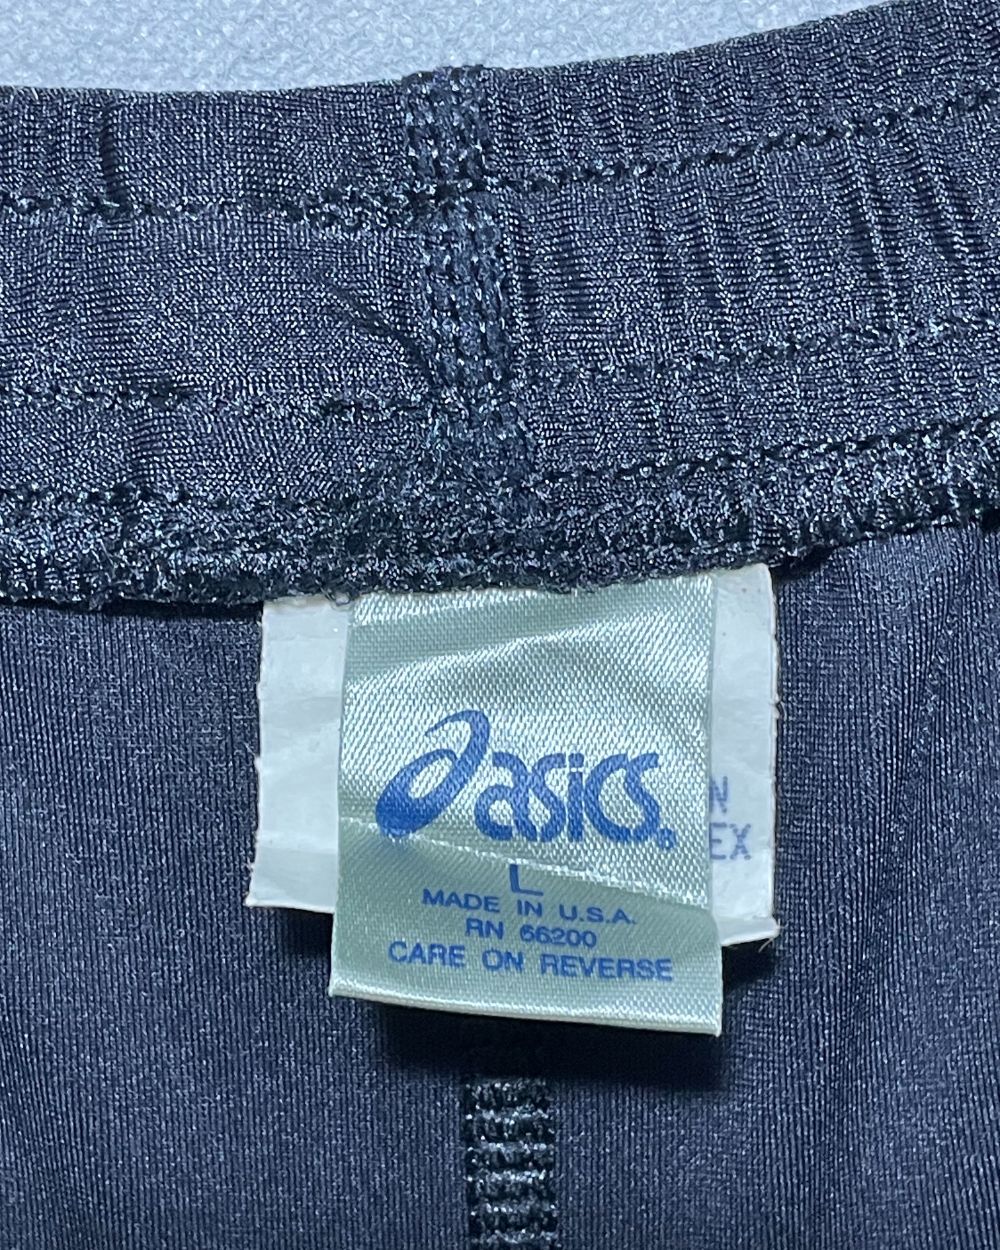 asics®
L
MADE IN U.S.A.
RN 66200
CARE ON REVERSE
N
EX